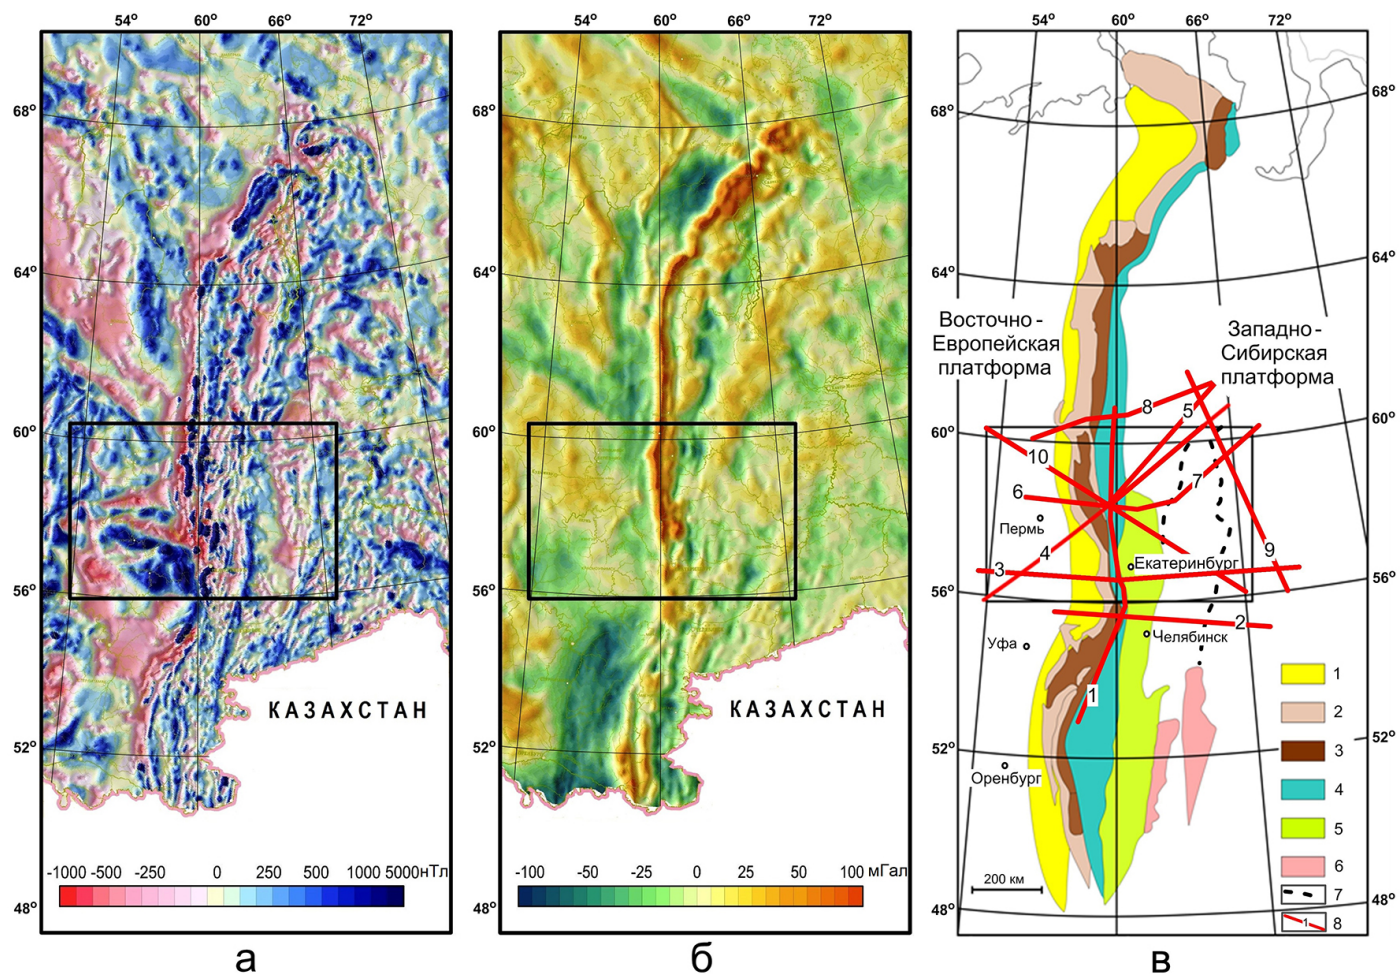 54° 60° 66° 72°
68°
64°
60°
56°
52°
48°
КАЗАХСТАН
-1000 -500 -250 0 250 500 1000 5000 нТл
а
54° 60° 66° 72°
68°
64°
60°
56°
52°
48°
КАЗАХСТАН
-100 -50 -25 0 25 50 100 мГал
б
54° 60° 66° 72°
68° 68°
64° 64°
Восточно-
Европейская
платформа
Западно-
Сибирская
платформа
60° 60°
8 5
10
6 7
Пермь
4 9
3 Екатеринбург
56° 56°
2
Уфа Челябинск
1
52° 52°
Оренбург
1
2
3
4
5
6
7
1 8
200 км
48° 48°
в